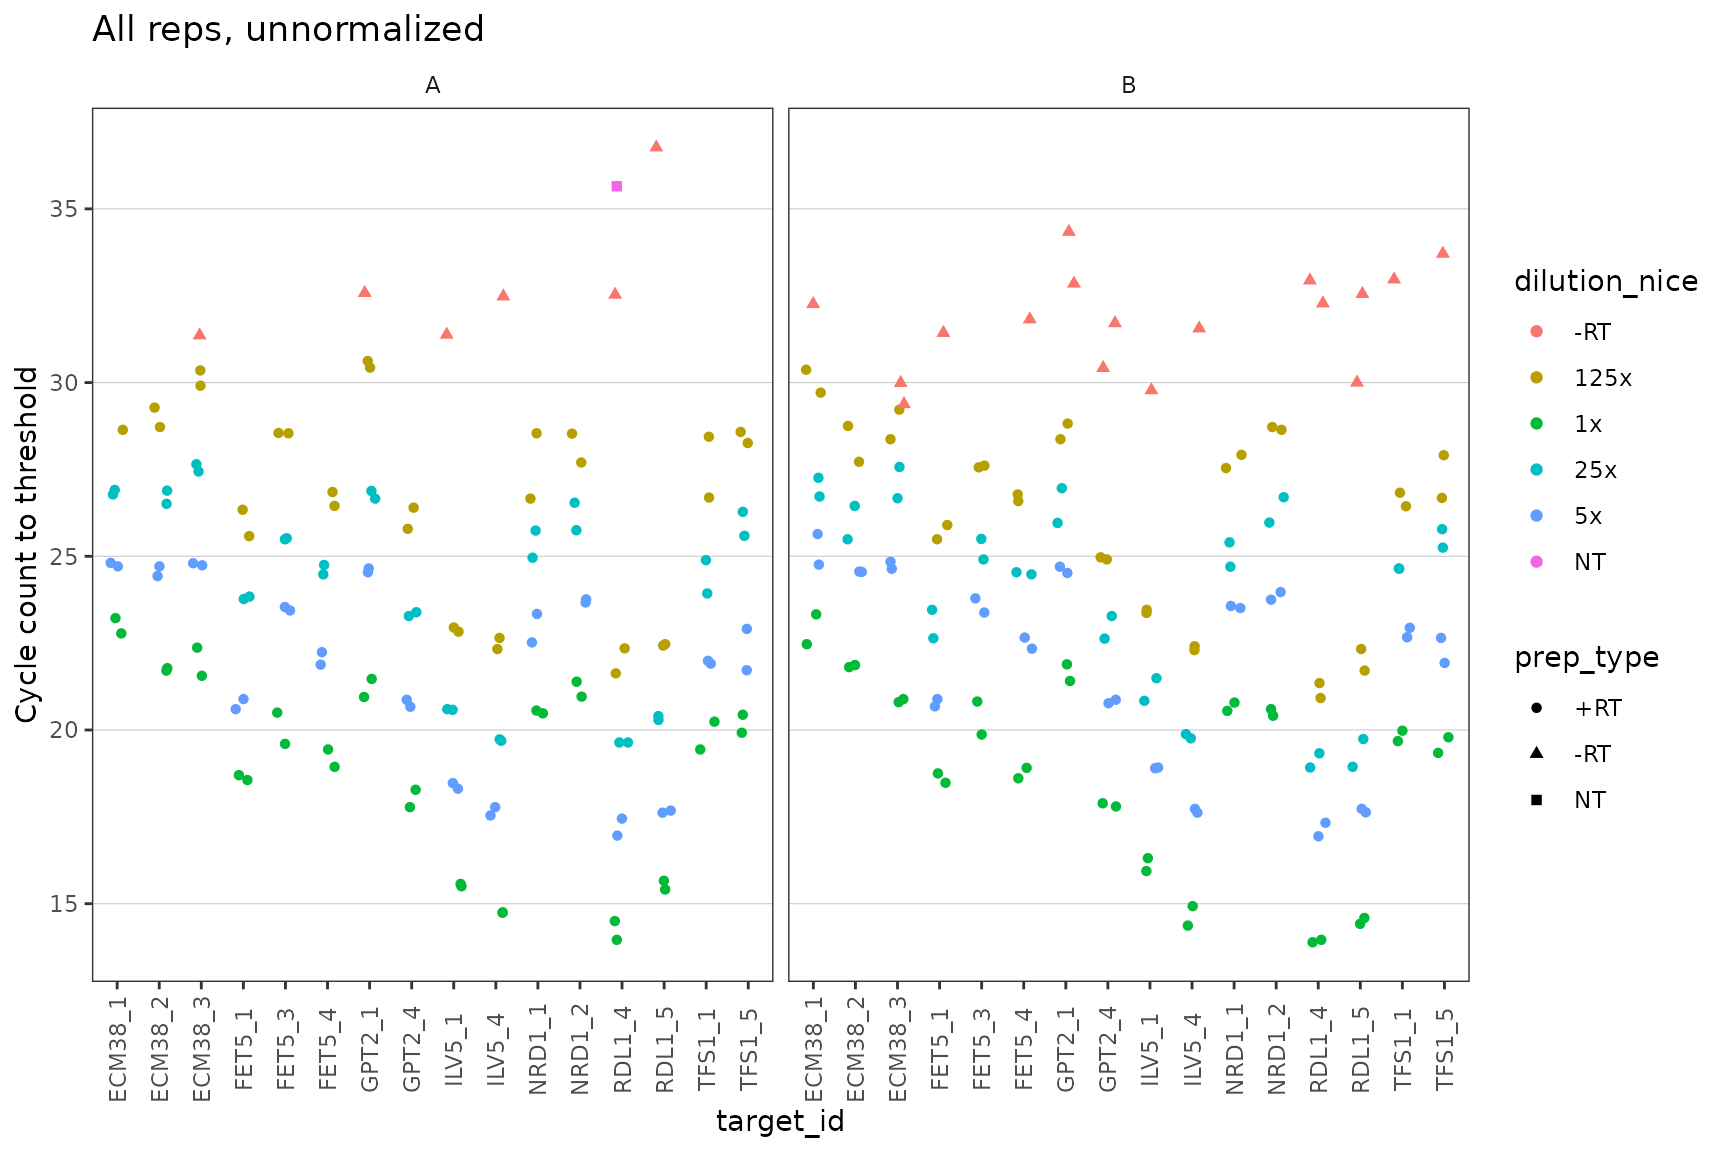 All reps, unnormalized
A
B
Cycle count to threshold
35
30
25
20
15
ECM38_1
ECM38_2
ECM38_3
FET5_1
FET5_3
FET5_4
GPT2_1
GPT2_4
ILV5_1
ILV5_4
NRD1_1
NRD1_2
RDL1_4
RDL1_5
TFS1_1
TFS1_5
ECM38_1
ECM38_2
ECM38_3
FET5_1
FET5_3
FET5_4
GPT2_1
GPT2_4
ILV5_1
ILV5_4
NRD1_1
NRD1_2
RDL1_4
RDL1_5
TFS1_1
TFS1_5
target_id
dilution_nice
-RT
125x
1x
25x
5x
NT
prep_type
+RT
-RT
NT